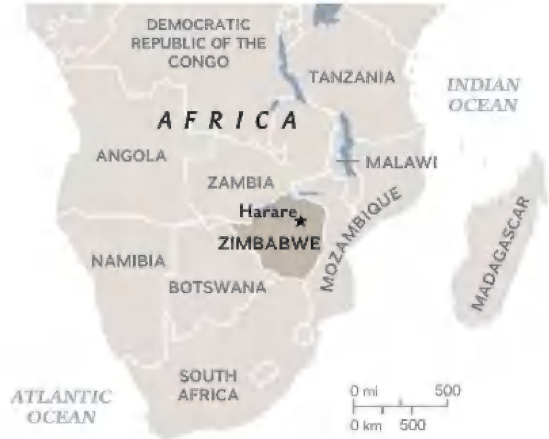 DEMOCRATIC
REPUBLIC OF THE
CONGO
TANZANIA
INDIAN
OCEAN
AFRICA
ANGOLA
MALAWI
ZAMBIA
Harare
ZIMBABWE
MOZAMBIQUE
MADAGASCAR
NAMIBIA
BOTSWANA
SOUTH
AFRICA
ATLANTIC
OCEAN
0 mi 500
0 km 500